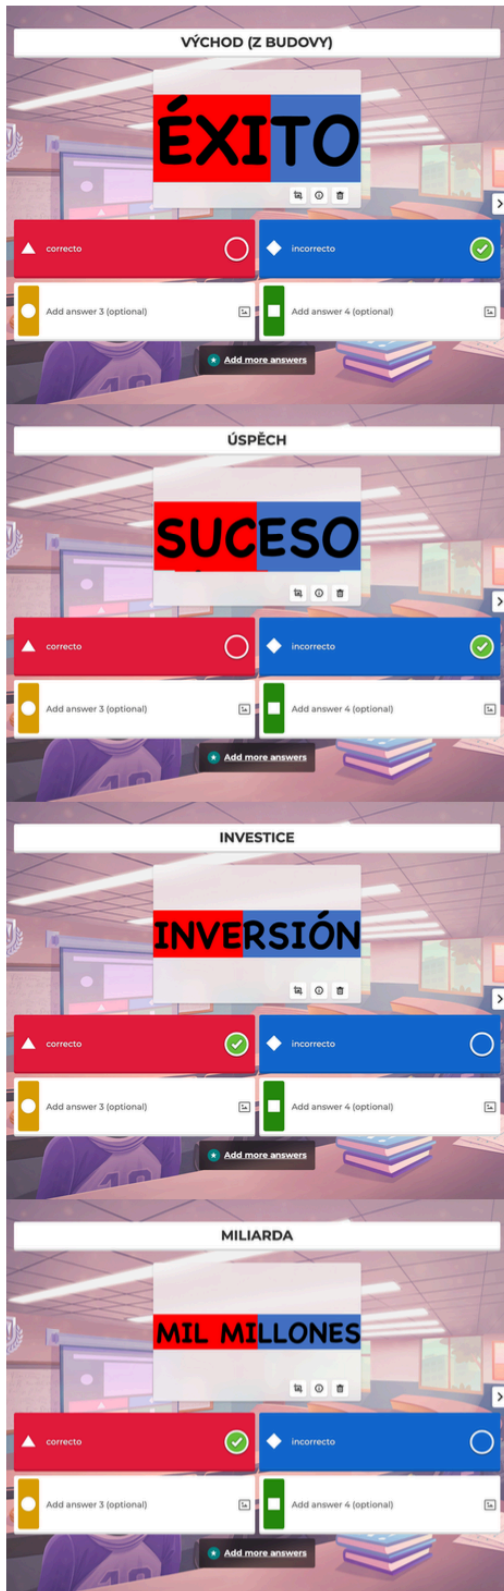 VÝCHOD (Z BUDOVY)
ÉXITO
correcto
incorrecto
Add answer 3 (optional)
Add answer 4 (optional)
Add more answers
ÚSPĚCH
SUCESO
correcto
incorrecto
Add answer 3 (optional)
Add answer 4 (optional)
Add more answers
INVESTICE
INVERSIÓN
correcto
incorrecto
Add answer 3 (optional)
Add answer 4 (optional)
Add more answers
MILIARDA
MIL MILLONES
correcto
incorrecto
Add answer 3 (optional)
Add answer 4 (optional)
Add more answers